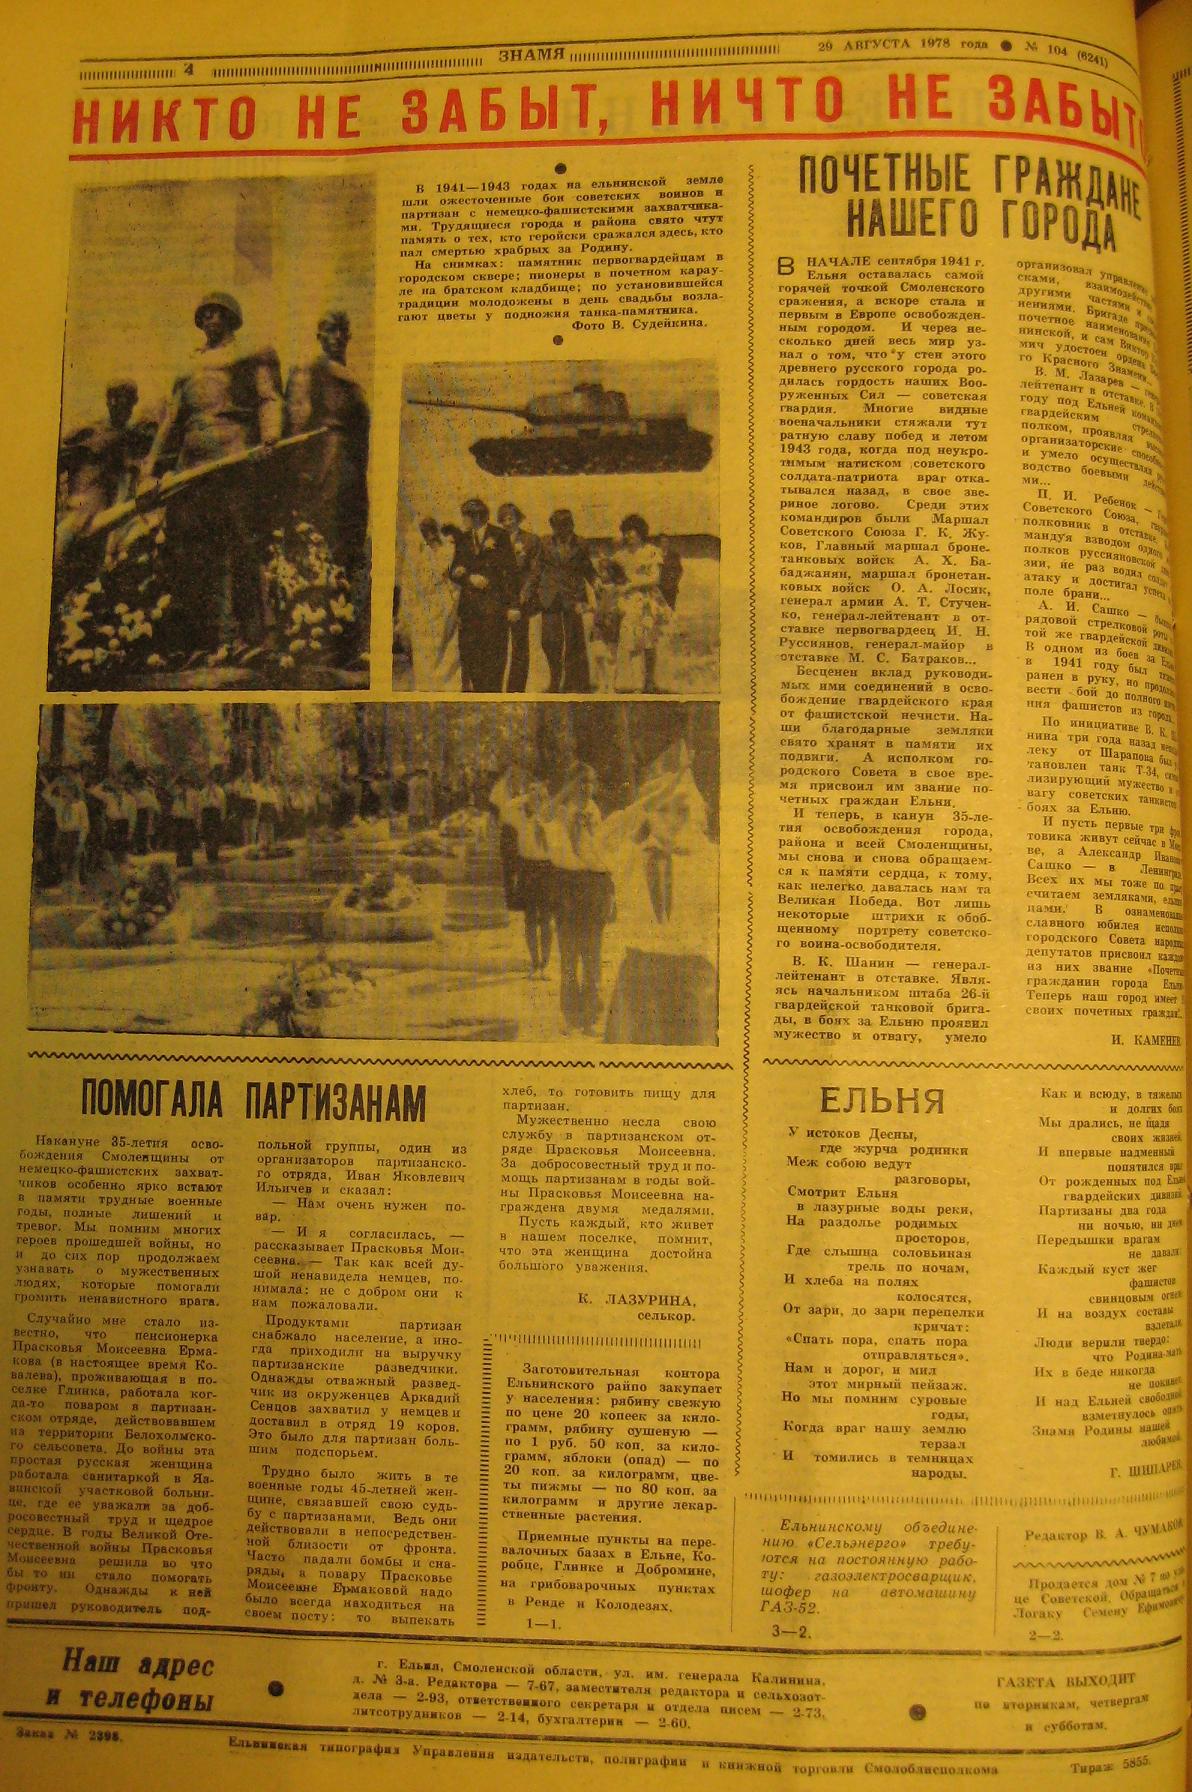 4
ЗНАМЯ
29 АВГУСТА 1978 года ● № 104 (6241)
НИКТО НЕ ЗАБЫТ, НИЧТО НЕ ЗАБЫТО
В 1941—1943 годах на ельнинской земле
шли ожесточенные бои советских воинов и
партизан с немецко-фашистскими захватчика-
ми. Трудящиеся города и района свято чтут
память о тех, кто геройски сражался здесь, кто
пал смертью храбрых за Родину.
На снимках: памятник первогвардейцам в
городском сквере; пионеры в почетном карау-
ле на братском кладбище; по установившейся
традиции молодожены в день свадьбы возла-
гают цветы у подножия танка-памятника.
Фото В. Судейкина.
ПОЧЕТНЫЕ ГРАЖДАНЕ
НАШЕГО ГОРОДА
В НАЧАЛЕ сентября 1941 г.
Ельня оставалась самой
горячей точкой Смоленского
сражения, а вскоре стала и
первым в Европе освобожден-
ным городом. И через не-
сколько дней весь мир уз-
нал о том, что у стен этого
древнего русского города ро-
дилась гордость наших Воо-
руженных Сил — советская
гвардия. Многие видные
военачальники стяжали тут
ратную славу побед и летом
1943 года, когда под неукро-
тимым натиском советского
солдата-патриота враг отка-
тывался назад, в свое зве-
риное логово. Среди этих
командиров были Маршал
Советского Союза Г. К. Жу-
ков, Главный маршал броне-
танковых войск А. Х. Ба-
баджанян, маршал бронетан-
ковых войск О. А. Лосик,
генерал армии А. Т. Стучен-
ко, генерал-лейтенант в от-
ставке первогвардеец И. Н.
Руссиянов, генерал-майор в
отставке М. С. Батраков...
Бесценен вклад руководи-
мых ими соединений в осво-
бождение гвардейского края
от фашистской нечисти. На-
ши благодарные земляки
свято хранят в памяти их
подвиги. А исполком го-
родского Совета в свое вре-
мя присвоил им звание по-
четных граждан Ельни.
И теперь, в канун 35-ле-
тия освобождения города,
района и всей Смоленщины,
мы снова и снова обращаем-
ся к памяти сердца, к тому,
как нелегко давалась нам та
Великая Победа. Вот лишь
некоторые штрихи к обоб-
щенному портрету советско-
го воина-освободителя.
В. К. Шанин — генерал-
лейтенант в отставке. Явля-
ясь начальником штаба 26-й
гвардейской танковой брига-
ды, в боях за Ельню проявил
мужество и отвагу, умело
организовал управление
сками, взаимодейств
другими частями и
нениями. Бригаде
почетное наименование
нинской, и сам Виктор
мич удостоен ордена
го Красного Знамени...
В. М. Лазарев —
лейтенант в отставке. В
году под Ельней
гвардейским
полком, проявляя
организаторские
и умело осуществлял
водство боевыми
ми...
П. И. Ребенок —
Советского Союза,
полковник в отставке.
мандуя взводом одного
полков руссияновской
зии, не раз водил
атаку и достигал успеха
поле брани...
А. И. Сашко —
рядовой стрелковой роты
той же гвардейской
В одном из боев за
в 1941 году был
ранен в руку, но продолж
вести бой до полного
ния фашистов из города.
По инициативе В. К.
нина три года назад
леку от Шарапова был
тановлен танк Т-34,
лизирующий мужество и
вагу советских танкистов
боях за Ельню.
И пусть первые три фро
товика живут сейчас в Мос
ве, а Александр Иванов
Сашко — в Ленинград
Всех их мы тоже по
считаем земляками,
цами. В ознаменован
славного юбилея исполк
городского Совета народн
депутатов присвоил каждо
из них звание «Почетны
гражданин города Ельн
Теперь наш город имеет
своих почетных граждан.
И. КАМЕНЕВ.
ПОМОГАЛА ПАРТИЗАНАМ
Накануне 35-летия осво-
бождения Смоленщины от
немецко-фашистских захват-
чиков особенно ярко встают
в памяти трудные военные
годы, полные лишений и
тревог. Мы помним многих
героев прошедшей войны, но
и до сих пор продолжаем
узнавать о мужественных
людях, которые помогали
громить ненавистного врага.
Случайно мне стало из-
вестно, что пенсионерка
Прасковья Моисеевна Ерма-
кова (в настоящее время Ко-
валева), проживающая в по-
селке Глинка, работала ког-
да-то поваром в партизан-
ском отряде, действовавшем
на территории Белохолмско-
го сельсовета. До войны эта
простая русская женщина
работала санитаркой в Яз-
винской участковой больни-
це, где ее уважали за доб-
росовестный труд и щедрое
сердце. В годы Великой Оте-
чественной войны Прасковья
Моисеевна решила во что
бы то ни стало помогать
фронту. Однажды к ней
пришел руководитель под-
польной группы, один из
организаторов партизанско-
го отряда, Иван Яковлевич
Ильичев и сказал:
— Нам очень нужен по-
вар.
— И я согласилась, —
рассказывает Прасковья Мои-
сеевна. — Так как всей ду-
шой ненавидела немцев, по-
нимала: не с добром они к
нам пожаловали.
Продуктами партизан
снабжало население, а ино-
гда приходили на выручку
партизанские разведчики.
Однажды отважный развед-
чик из окруженцев Аркадий
Сенцов захватил у немцев и
доставил в отряд 19 коров.
Это было для партизан боль-
шим подспорьем.
Трудно было жить в те
военные годы 45-летней жен-
щине, связавшей свою судь-
бу с партизанами. Ведь они
действовали в непосредствен-
ной близости от фронта.
Часто падали бомбы и сна-
ряды, а повару Прасковье
Моисеевне Ермаковой надо
было всегда находиться на
своем посту: то выпекать
хлеб, то готовить пищу для
партизан.
Мужественно несла свою
службу в партизанском от-
ряде Прасковья Моисеевна.
За добросовестный труд и по-
мощь партизанам в годы вой-
ны Прасковья Моисеевна на-
граждена двумя медалями.
Пусть каждый, кто живет
в нашем поселке, помнит,
что эта женщина достойна
большого уважения.
К. ЛАЗУРИНА,
селькор.
Заготовительная контора
Ельнинского райпо закупает
у населения: рябину свежую
по цене 20 копеек за кило-
грамм, рябину сушеную —
по 1 руб. 50 коп. за кило-
грамм, яблоки (опад) — по
20 коп. за килограмм, цве-
ты пижмы — по 80 коп. за
килограмм и другие лекар-
ственные растения.
Приемные пункты на пере-
валочных базах в Ельне, Ко-
робце, Глинке и Добромине,
на грибоварочных пунктах
в Ренде и Колодезях.
1—1.
ЕЛЬНЯ
У истоков Десны,
где журча родники
Меж собою ведут
разговоры,
Смотрит Ельня
в лазурные воды реки,
На раздолье родимых
просторов,
Где слышна соловьиная
трель по ночам,
И хлеба на полях
колосятся,
От зари, до зари перепелки
кричат:
«Спать пора, спать пора
отправляться».
Нам и дорог, и мил
этот мирный пейзаж.
Но мы помним суровые
годы,
Когда враг нашу землю
терзал
И томились в темницах
народы.
Как и всюду, в тяжелых
и долгих боях
Мы дрались, не щадя
своих жизней.
И впервые надменный
попятился враг
От рожденных под Ельней
гвардейских дивизий.
Партизаны два года
ни ночью, ни днем
Передышки врагам
не давали.
Каждый куст жег
фашистов
свинцовым огнем
И на воздух составы
взлетали.
Люди верили твердо:
что Родина-мать
Их в беде никогда
не покинет.
И над Ельней свободной
взметнулось опять
Знамя Родины нашей
любимой.
Г. ШИПАРЕВ.
Ельнинскому объедине-
нию «Сельэнерго» требу-
ются на постоянную рабо-
ту: газоэлектросварщик,
шофер на автомашину
ГАЗ-52.
3—2.
Редактор В. А. ЧУМАКОВ
Продается дом № 7 по
це Советской. Обращаться
Логаку Семену Ефимович
2—2.
Наш адрес
и телефоны
г. Ельня, Смоленской области, ул. им. генерала Калинина,
д. № 3-а. Редактора — 7-67, заместителя редактора и сельхозот-
дела — 2-93, ответственного секретаря и отдела писем — 2-73,
литсотрудников — 2-14, бухгалтерии — 2-60.
ГАЗЕТА ВЫХОДИТ
по вторникам, четвергам
и субботам.
Заказ № 2398.
Ельнинская типография Управления издательств, полиграфии и книжной торговли Смолоблисполкома
Тираж 5855.